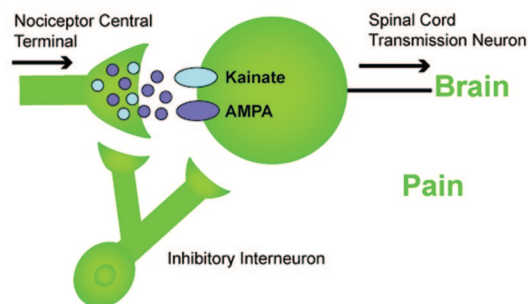 Nociceptor Central
Terminal
Spinal Cord
Transmission Neuron
Kainate
AMPA
Brain
Pain
Inhibitory Interneuron